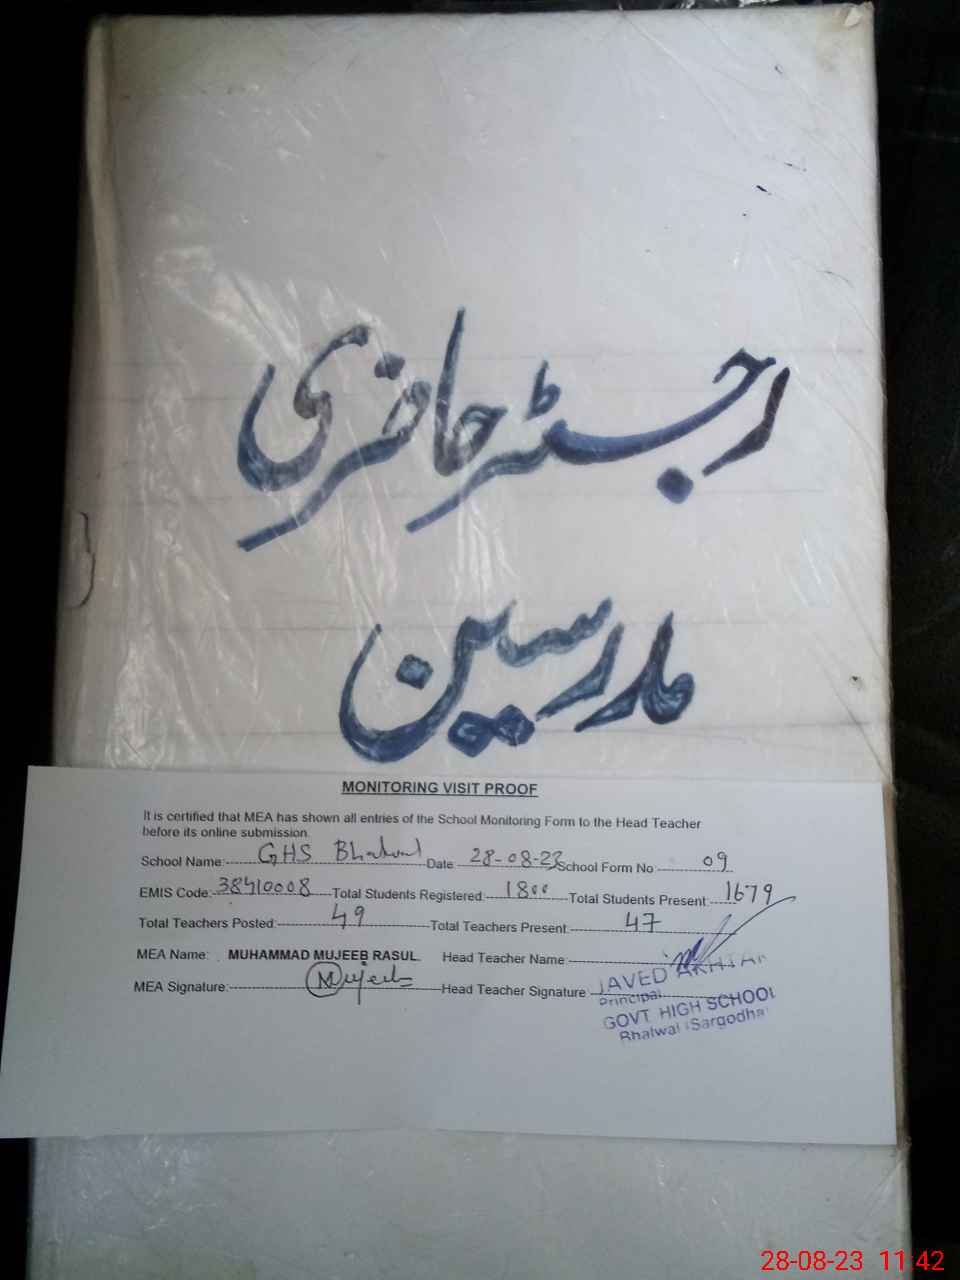 رجسٹر حاضری
مدرسین
MONITORING VISIT PROOF
It is certified that MEA has shown all entries of the School Monitoring Form to the Head Teacher
before its online submission.
School Name: GHS Bhalwal Date 28-08-23 School Form No: 09
EMIS Code: 38410008 Total Students Registered: 1800 Total Students Present: 1679
Total Teachers Posted: 49 Total Teachers Present: 47
MEA Name: MUHAMMAD MUJEEB RASUL. Head Teacher Name:
MEA Signature: Mujeeb Head Teacher Signature:
JAVED AKHTAR
Principal
GOVT. HIGH SCHOOL
Bhalwal (Sargodha)
28-08-23 11:42